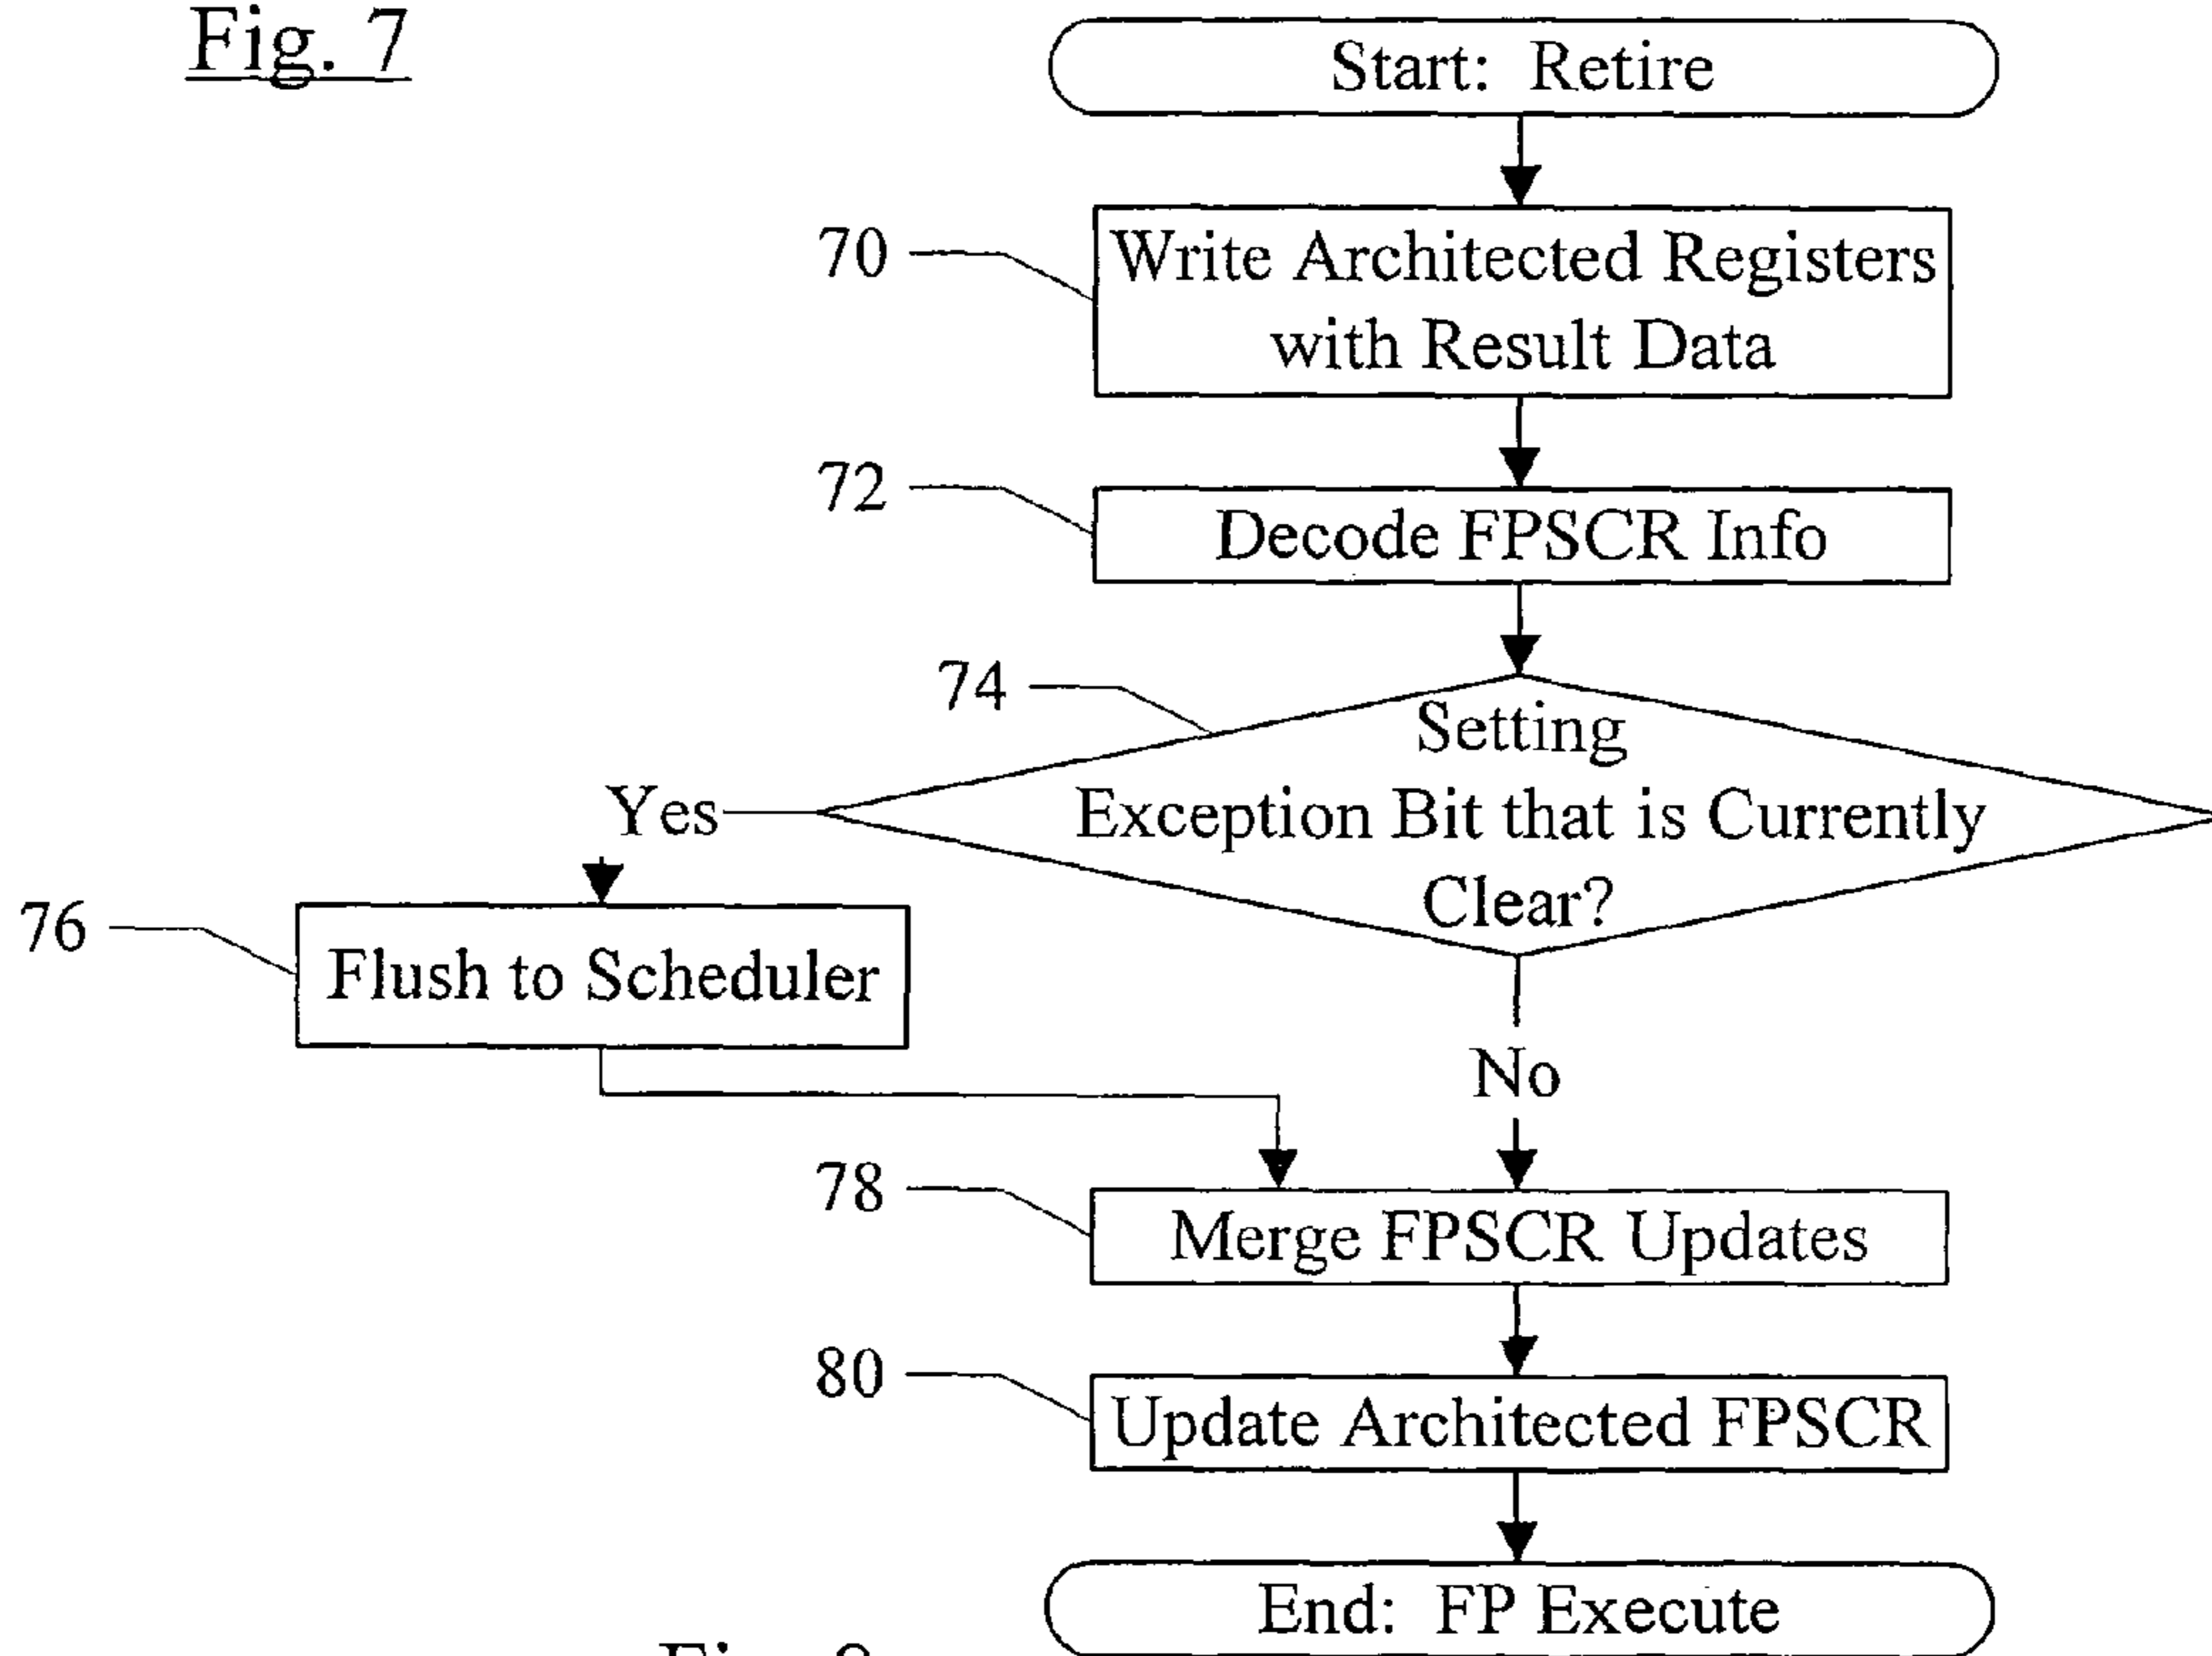 Fig. 7
Start: Retire
70
Write Architected Registers
with Result Data
72
Decode FPSCR Info
74
Setting
Exception Bit that is Currently
Clear?
Yes
76
Flush to Scheduler
No
78
Merge FPSCR Updates
80
Update Architected FPSCR
End: FP Execute